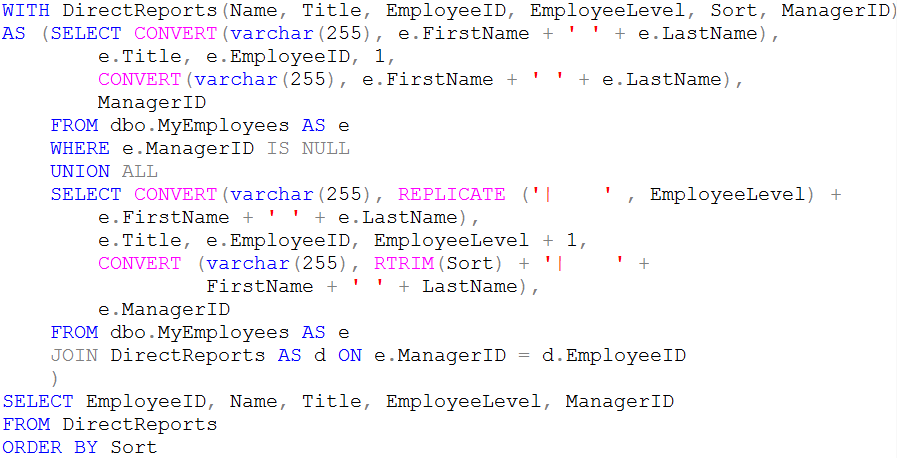 WITH DirectReports(Name, Title, EmployeeID, EmployeeLevel, Sort, ManagerID)
AS (SELECT CONVERT(varchar(255), e.FirstName + ' ' + e.LastName),
        e.Title, e.EmployeeID, 1,
        CONVERT(varchar(255), e.FirstName + ' ' + e.LastName),
        ManagerID
    FROM dbo.MyEmployees AS e
    WHERE e.ManagerID IS NULL
    UNION ALL
    SELECT CONVERT(varchar(255), REPLICATE ('|    ' , EmployeeLevel) +
        e.FirstName + ' ' + e.LastName),
        e.Title, e.EmployeeID, EmployeeLevel + 1,
        CONVERT (varchar(255), RTRIM(Sort) + '|    ' +
                 FirstName + ' ' + LastName),
        e.ManagerID
    FROM dbo.MyEmployees AS e
    JOIN DirectReports AS d ON e.ManagerID = d.EmployeeID
    )
SELECT EmployeeID, Name, Title, EmployeeLevel, ManagerID
FROM DirectReports
ORDER BY Sort